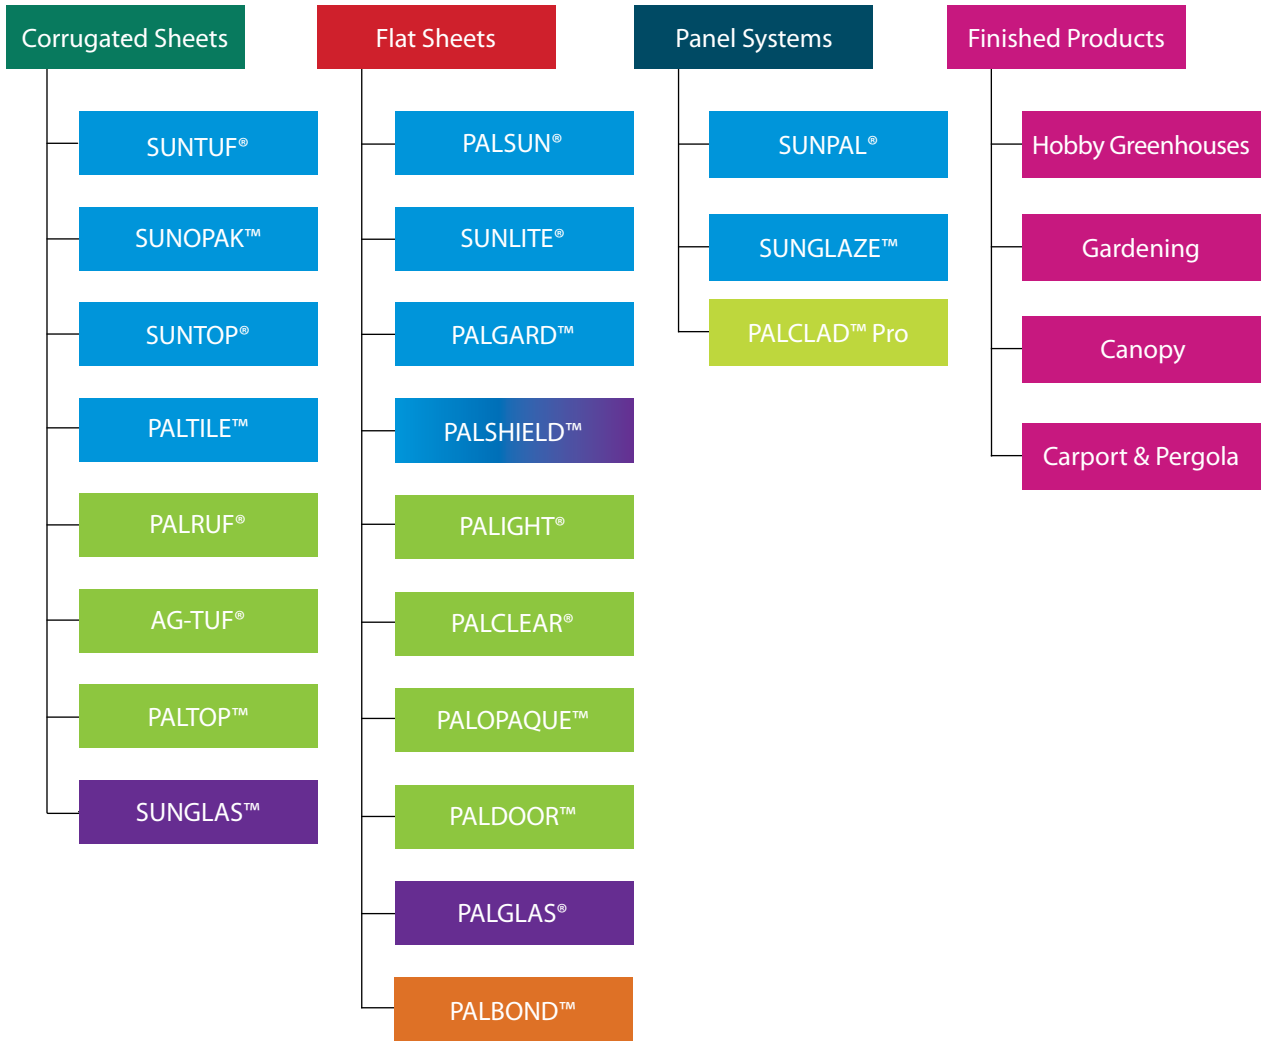 Corrugated Sheets
SUNTUF®
SUNOPAK™
SUNTOP®
PALTILE™
PALRUF®
AG-TUF®
PALTOP™
SUNGLAS™
Flat Sheets
PALSUN®
SUNLITE®
PALGARD™
PALSHIELD™
PALIGHT®
PALCLEAR®
PALOPAQUE™
PALDOOR™
PALGLAS®
PALBOND™
Panel Systems
SUNPAL®
SUNGLAZE™
PALCLAD™ Pro
Finished Products
Hobby Greenhouses
Gardening
Canopy
Carport & Pergola